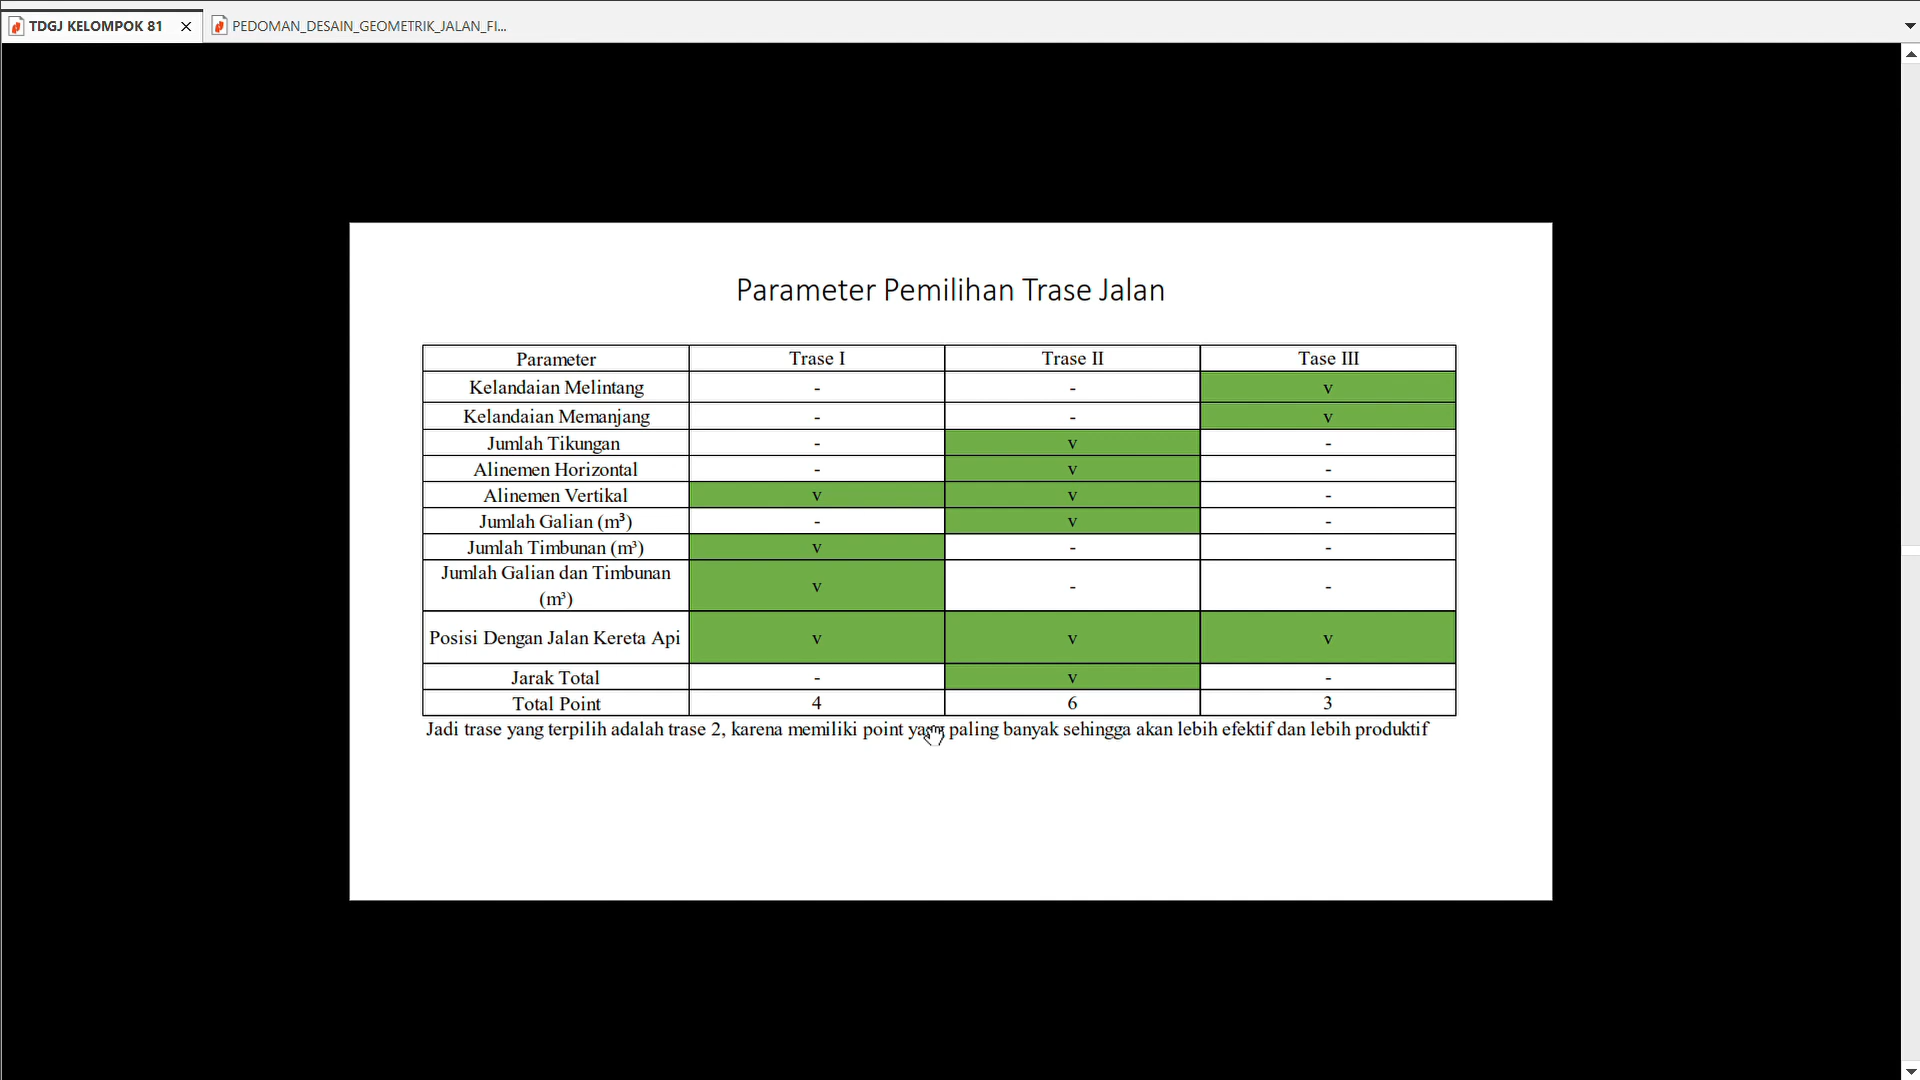 TDGJ KELOMPOK 81
PEDOMAN_DESAIN_GEOMETRIK_JALAN_FI...
Parameter Pemilihan Trase Jalan
Parameter Trase I Trase II Tase III
Kelandaian Melintang - - v
Kelandaian Memanjang - - v
Jumlah Tikungan - v -
Alinemen Horizontal - v -
Alinemen Vertikal v v -
Jumlah Galian (m³) - v -
Jumlah Timbunan (m³) v - -
Jumlah Galian dan Timbunan
(m³) v - -
Posisi Dengan Jalan Kereta Api v v v
Jarak Total - v -
Total Point 4 6 3
Jadi trase yang terpilih adalah trase 2, karena memiliki point yang paling banyak sehingga akan lebih efektif dan lebih produktif